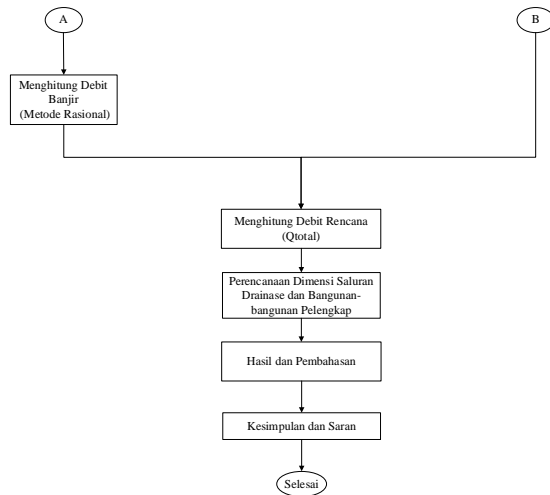 A
B
Menghitung Debit
Banjir
(Metode Rasional)
Menghitung Debit Rencana
(Qtotal)
Perencanaan Dimensi Saluran
Drainase dan Bangunan-
bangunan Pelengkap
Hasil dan Pembahasan
Kesimpulan dan Saran
Selesai